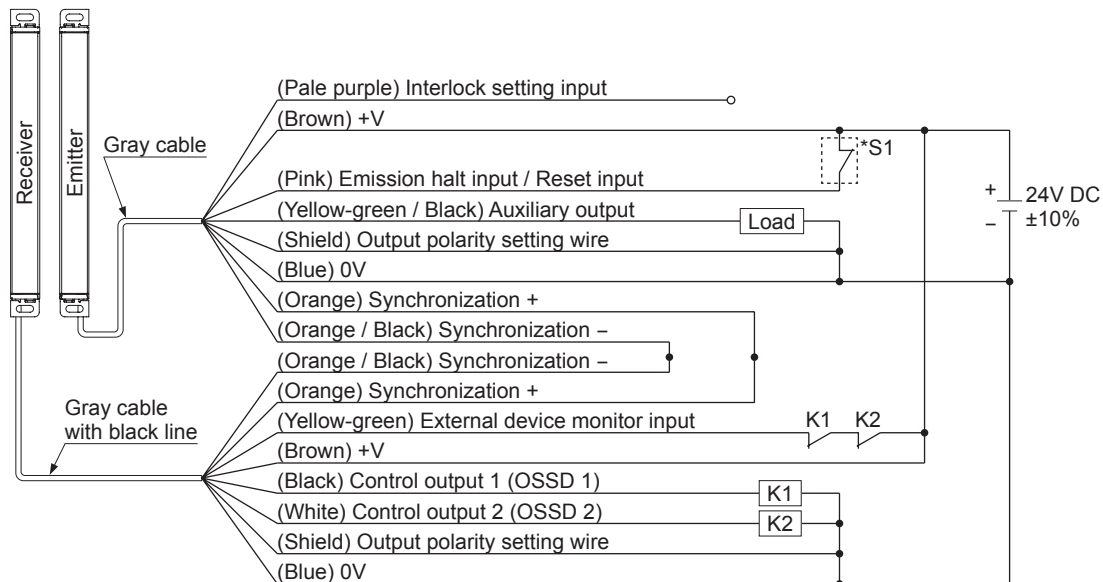 Receiver
Emitter
Gray cable
(Pale purple) Interlock setting input
(Brown) +V
*S1
(Pink) Emission halt input / Reset input
(Yellow-green / Black) Auxiliary output
Load
(Shield) Output polarity setting wire
(Blue) 0V
+
−
24V DC
±10%
(Orange) Synchronization +
(Orange / Black) Synchronization −
(Orange / Black) Synchronization −
(Orange) Synchronization +
Gray cable
with black line
(Yellow-green) External device monitor input
K1 K2
(Brown) +V
(Black) Control output 1 (OSSD 1)
K1
(White) Control output 2 (OSSD 2)
K2
(Shield) Output polarity setting wire
(Blue) 0V